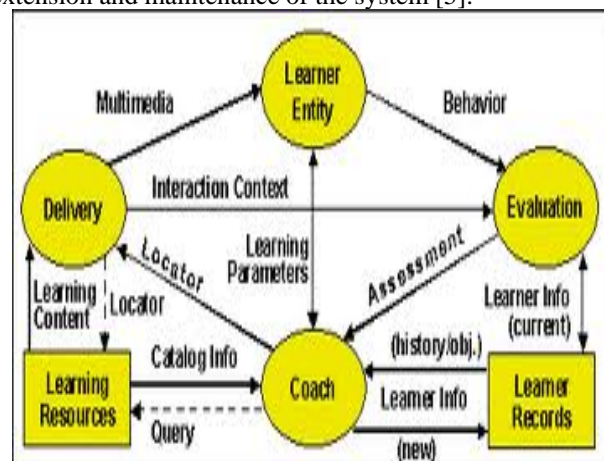 extension and maintenance of the system [5].
Learner
Entity
Multimedia
Behavior
Interaction Context
Delivery
Evaluation
Locator
Learning
Parameters
Assessment
Learning
Content
Locator
Learner Info
(current)
Catalog Info
(history/obj.)
Learning
Resources
Coach
Learner Info
Learner
Records
Query
(new)